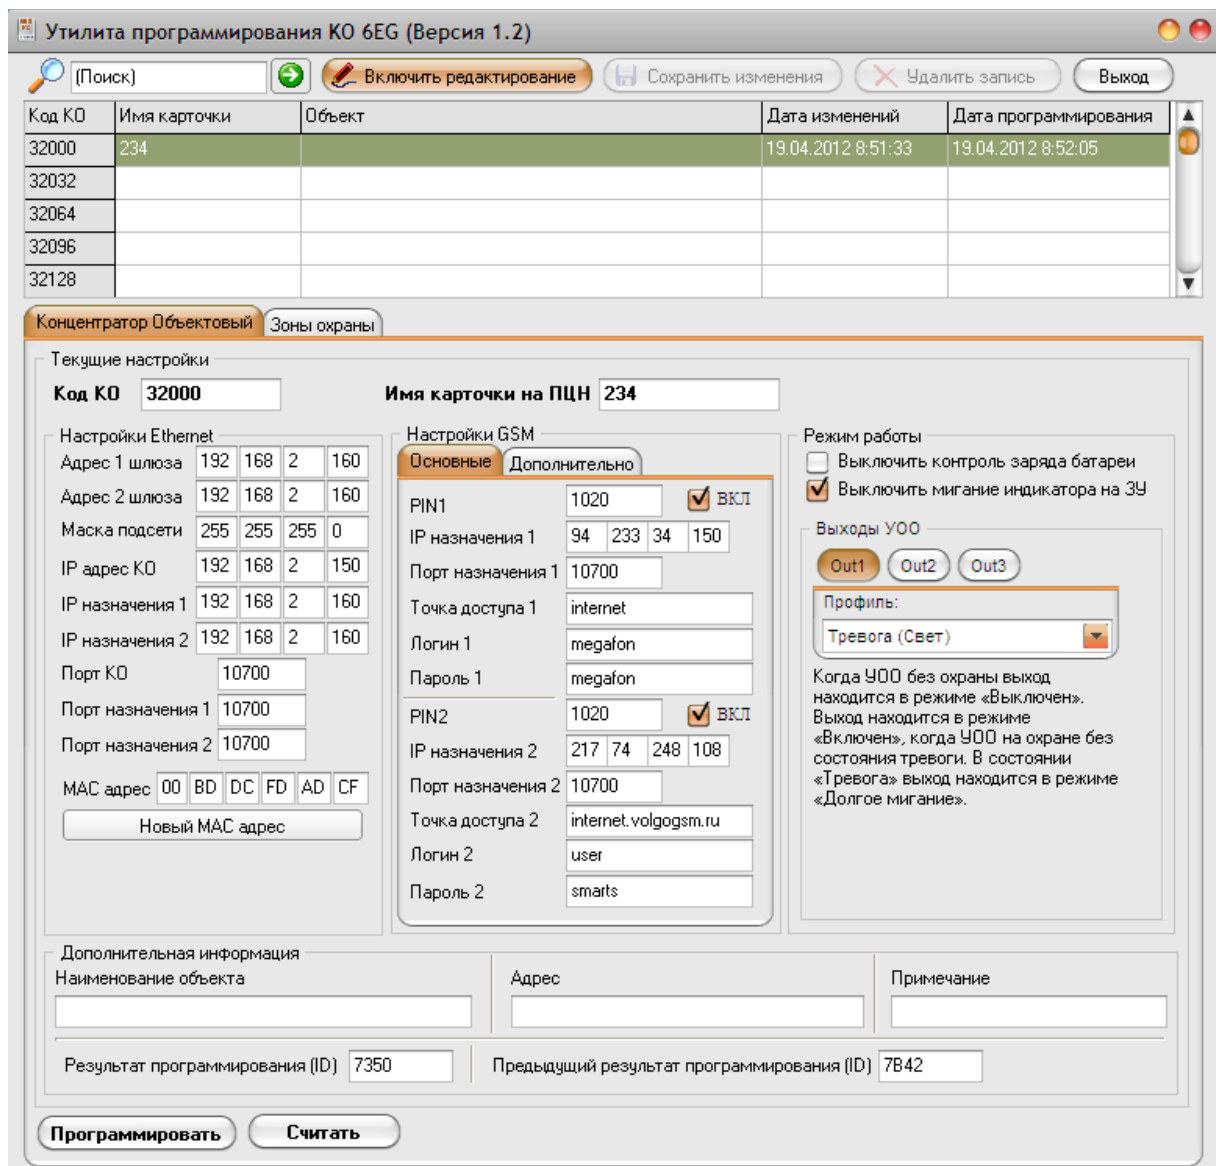 Утилита программирования КО 6EG (Версия 1.2)
(Поиск) Включить редактирование Сохранить изменения Удалить запись Выход
Код КО Имя карточки Объект Дата изменений Дата программирования
32000 234 19.04.2012 8:51:33 19.04.2012 8:52:05
32032
32064
32096
32128
Концентратор Объектовый Зоны охраны
Текущие настройки
Код КО 32000 Имя карточки на ПЦН 234
Настройки Ethernet
Адрес 1 шлюза 192 168 2 160
Адрес 2 шлюза 192 168 2 160
Маска подсети 255 255 255 0
IP адрес КО 192 168 2 150
IP назначения 1 192 168 2 160
IP назначения 2 192 168 2 160
Порт КО 10700
Порт назначения 1 10700
Порт назначения 2 10700
MAC адрес 00 BD DC FD AD CF
Новый MAC адрес
Настройки GSM
Основные Дополнительно
PIN1 1020 ВКЛ
IP назначения 1 94 233 34 150
Порт назначения 1 10700
Точка доступа 1 internet
Логин 1 megafon
Пароль 1 megafon
PIN2 1020 ВКЛ
IP назначения 2 217 74 248 108
Порт назначения 2 10700
Точка доступа 2 internet.volgogsm.ru
Логин 2 user
Пароль 2 smarts
Режим работы
Выключить контроль заряда батареи
Выключить мигание индикатора на ЗУ
Выходы УОО
Out1 Out2 Out3
Профиль:
Тревога (Свет)
Когда УОО без охраны выход
находится в режиме «Выключен».
Выход находится в режиме
«Включен», когда УОО на охране без
состояния тревоги. В состоянии
«Тревога» выход находится в режиме
«Долгое мигание».
Дополнительная информация
Наименование объекта Адрес Примечание
Результат программирования (ID) 7350 Предыдущий результат программирования (ID) 7B42
Программировать Считать